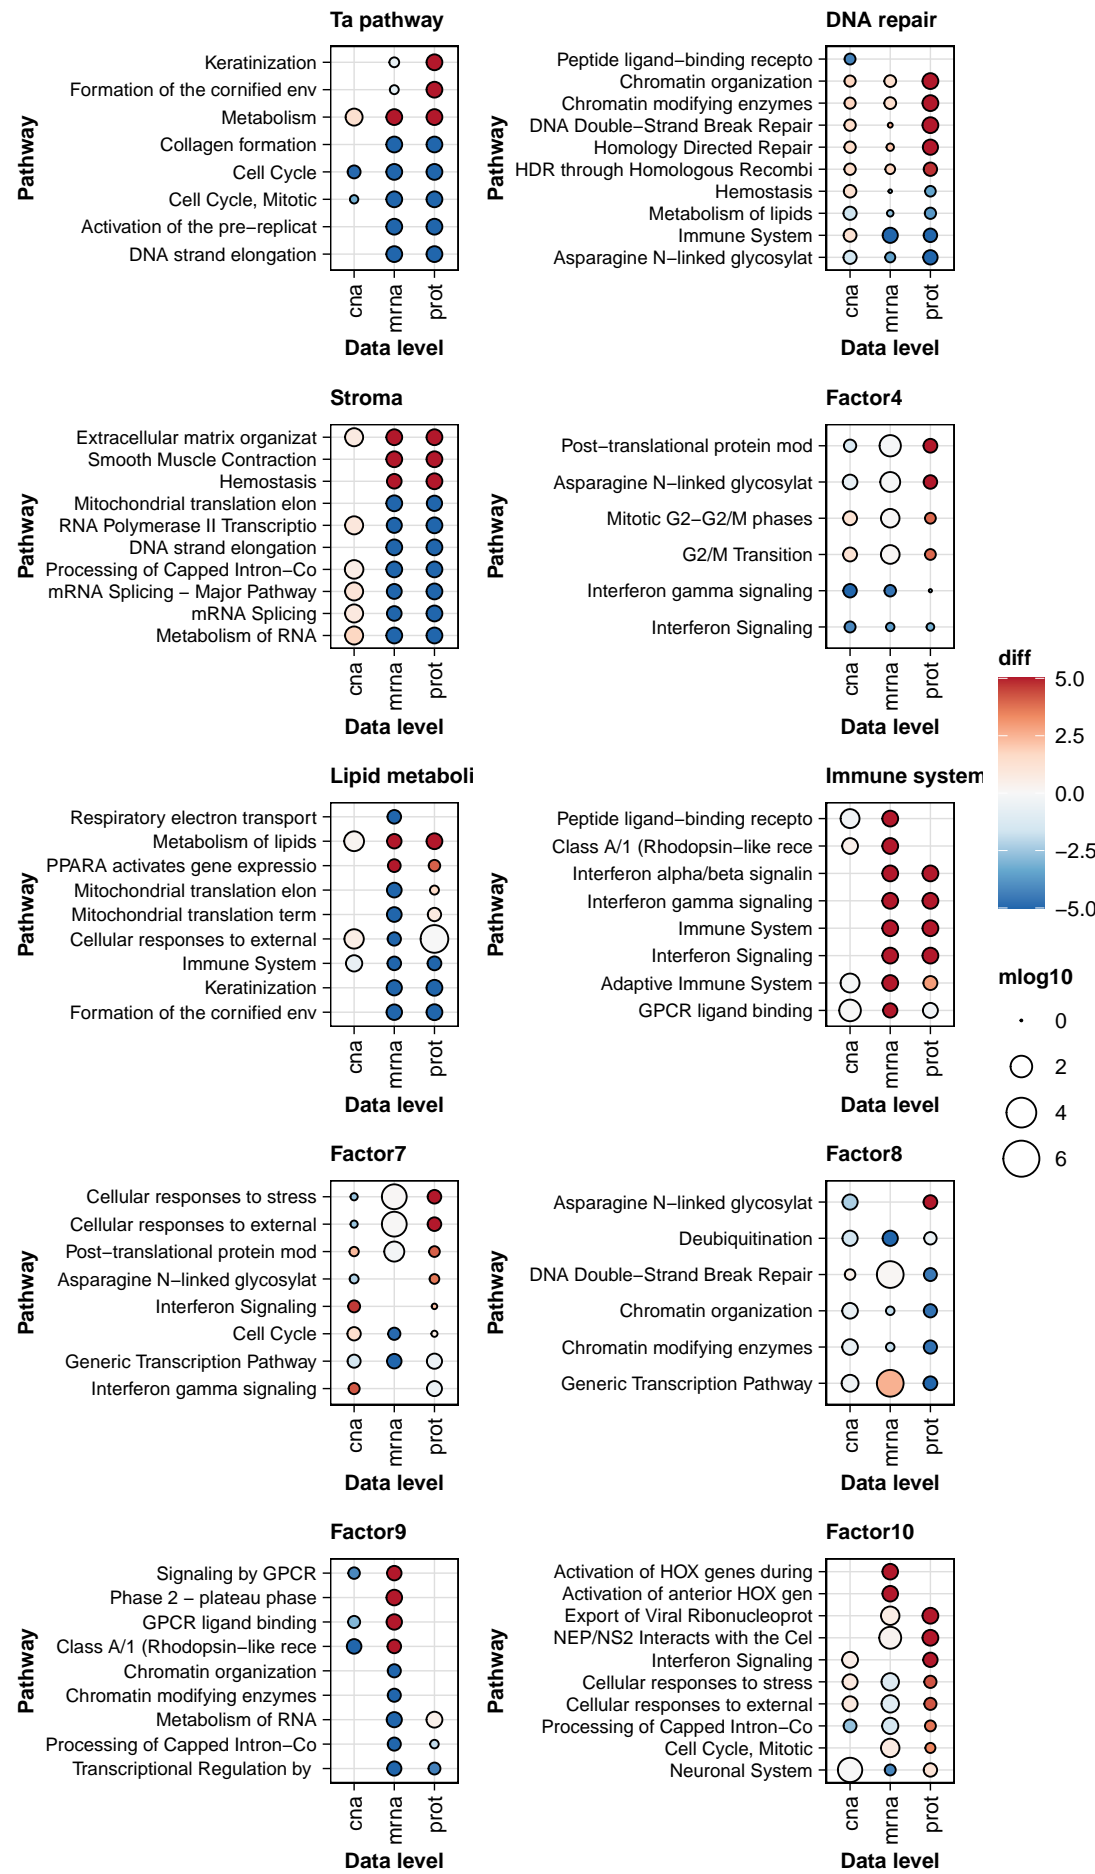 Ta pathway
Pathway
Keratinization
Formation of the cornified env
Metabolism
Collagen formation
Cell Cycle
Cell Cycle, Mitotic
Activation of the pre−replicat
DNA strand elongation
cna
mrna
prot
Data level
DNA repair
Pathway
Peptide ligand−binding recepto
Chromatin organization
Chromatin modifying enzymes
DNA Double−Strand Break Repair
Homology Directed Repair
HDR through Homologous Recombi
Hemostasis
Metabolism of lipids
Immune System
Asparagine N−linked glycosylat
cna
mrna
prot
Data level
Stroma
Pathway
Extracellular matrix organizat
Smooth Muscle Contraction
Hemostasis
Mitochondrial translation elon
RNA Polymerase II Transcriptio
DNA strand elongation
Processing of Capped Intron−Co
mRNA Splicing − Major Pathway
mRNA Splicing
Metabolism of RNA
cna
mrna
prot
Data level
Factor4
Pathway
Post−translational protein mod
Asparagine N−linked glycosylat
Mitotic G2−G2/M phases
G2/M Transition
Interferon gamma signaling
Interferon Signaling
cna
mrna
prot
Data level
Lipid metaboli
Pathway
Respiratory electron transport
Metabolism of lipids
PPARA activates gene expressio
Mitochondrial translation elon
Mitochondrial translation term
Cellular responses to external
Immune System
Keratinization
Formation of the cornified env
cna
mrna
prot
Data level
Immune system
Pathway
Peptide ligand−binding recepto
Class A/1 (Rhodopsin−like rece
Interferon alpha/beta signalin
Interferon gamma signaling
Immune System
Interferon Signaling
Adaptive Immune System
GPCR ligand binding
cna
mrna
prot
Data level
diff
5.0
2.5
0.0
−2.5
−5.0
mlog10
0
2
4
6
Factor7
Pathway
Cellular responses to stress
Cellular responses to external
Post−translational protein mod
Asparagine N−linked glycosylat
Interferon Signaling
Cell Cycle
Generic Transcription Pathway
Interferon gamma signaling
cna
mrna
prot
Data level
Factor8
Pathway
Asparagine N−linked glycosylat
Deubiquitination
DNA Double−Strand Break Repair
Chromatin organization
Chromatin modifying enzymes
Generic Transcription Pathway
cna
mrna
prot
Data level
Factor9
Pathway
Signaling by GPCR
Phase 2 − plateau phase
GPCR ligand binding
Class A/1 (Rhodopsin−like rece
Chromatin organization
Chromatin modifying enzymes
Metabolism of RNA
Processing of Capped Intron−Co
Transcriptional Regulation by
cna
mrna
prot
Data level
Factor10
Pathway
Activation of HOX genes during
Activation of anterior HOX gen
Export of Viral Ribonucleoprot
NEP/NS2 Interacts with the Cel
Interferon Signaling
Cellular responses to stress
Cellular responses to external
Processing of Capped Intron−Co
Cell Cycle, Mitotic
Neuronal System
cna
mrna
prot
Data level